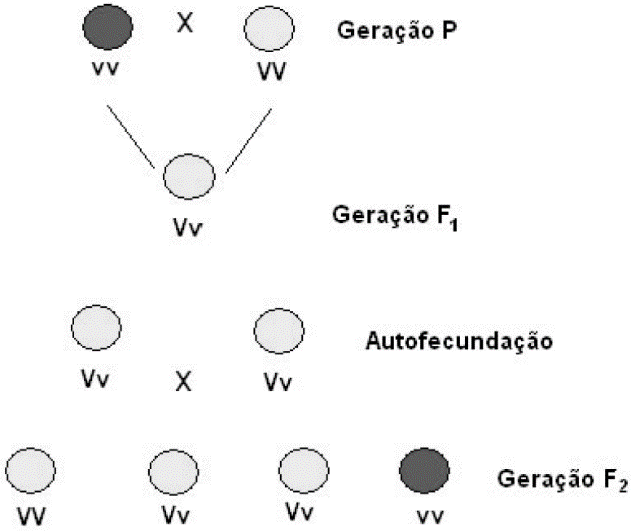 X Geração P
vv VV
Vv
Geração F1
Autofecundação
Vv X Vv
Geração F2
VV Vv Vv vv